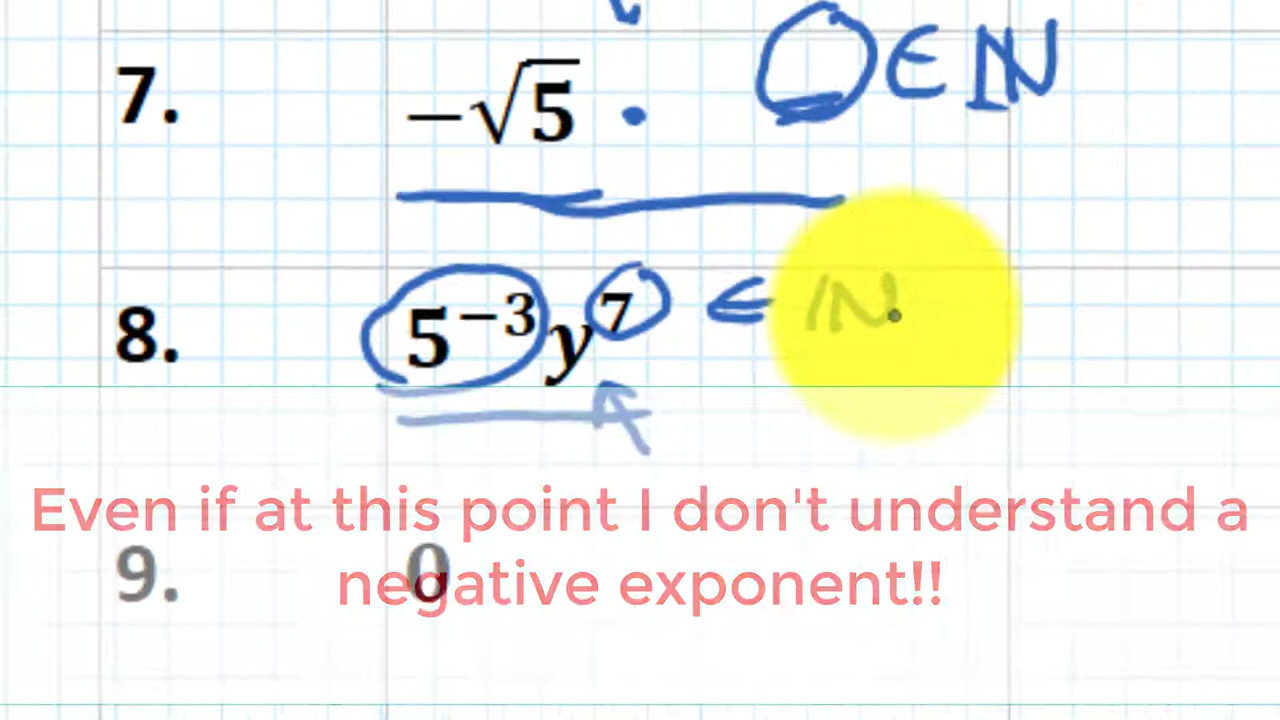 7. −√5 · ◯ ∈ ℕ
8. 5⁻³y⁷ ∈ ℕ
Even if at this point I don't understand a
9. 0
negative exponent!!